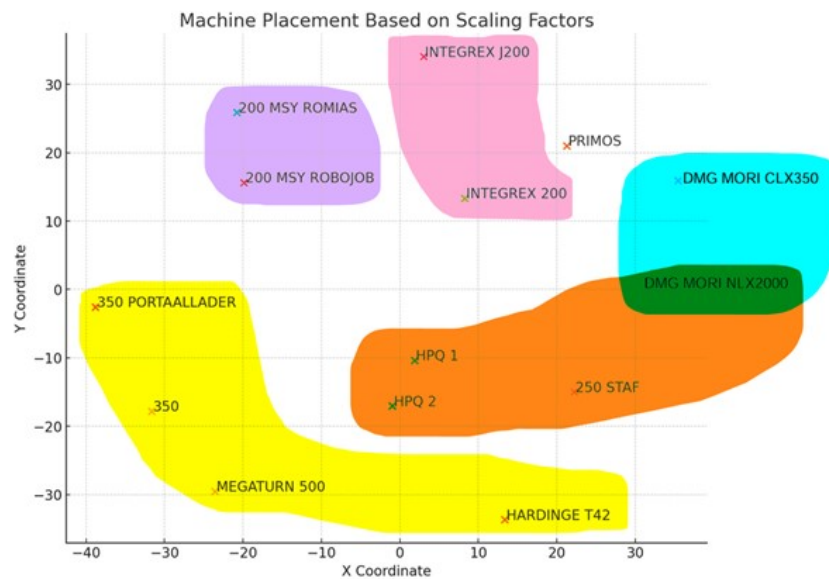 Machine Placement Based on Scaling Factors
INTEGREX J200
30
200 MSY ROMIAS
PRIMOS
20
200 MSY ROBOJOB
DMG MORI CLX350
INTEGREX 200
10
Y Coordinate
0
DMG MORI NLX2000
350 PORTAALLADER
HPQ 1
−10
250 STAF
HPQ 2
350
−20
MEGATURN 500
−30
HARDINGE T42
−40 −30 −20 −10 0 10 20 30
X Coordinate